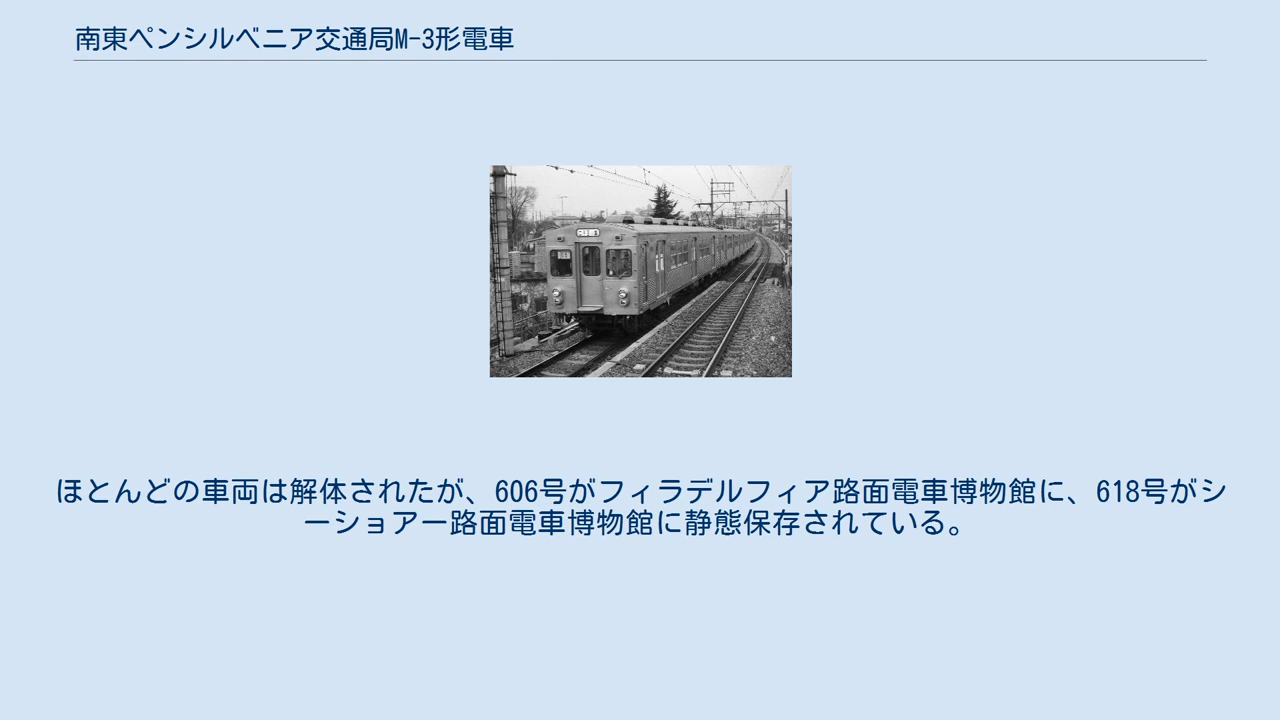 南東ペンシルベニア交通局M-3形電車
ほとんどの車両は解体されたが、606号がフィラデルフィア路面電車博物館に、618号がシ
ーショアー路面電車博物館に静態保存されている。